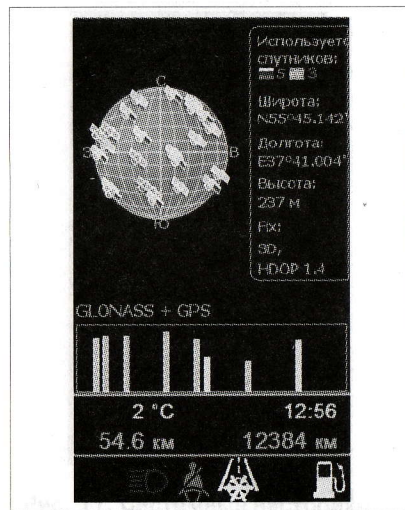 Используетс
спутников:
5 3
Широта:
N55°45.142'
Долгота:
E37°41.004'
Высота:
237 м
Fix:
3D,
HDOP 1.4
С
З В
Ю
GLONASS + GPS
2 °C 12:56
54.6 км 12384 км